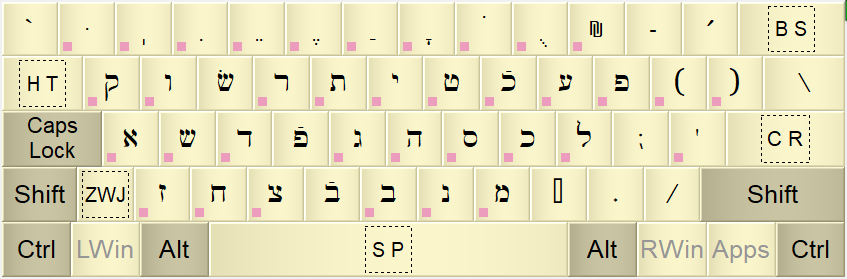 ` ִ ֵ ֶ ַ ָ ֹ ֻ ₪ - ׳ BS
HT ק ו שׂ ר ת י ט כֿ ע פ ( ) \
Caps Lock א ש ד פֿ ג ה ס כ ל ; ' CR
Shift ZWJ ז ח צ בֿ ב נ מ . / Shift
Ctrl LWin Alt SP Alt RWin Apps Ctrl